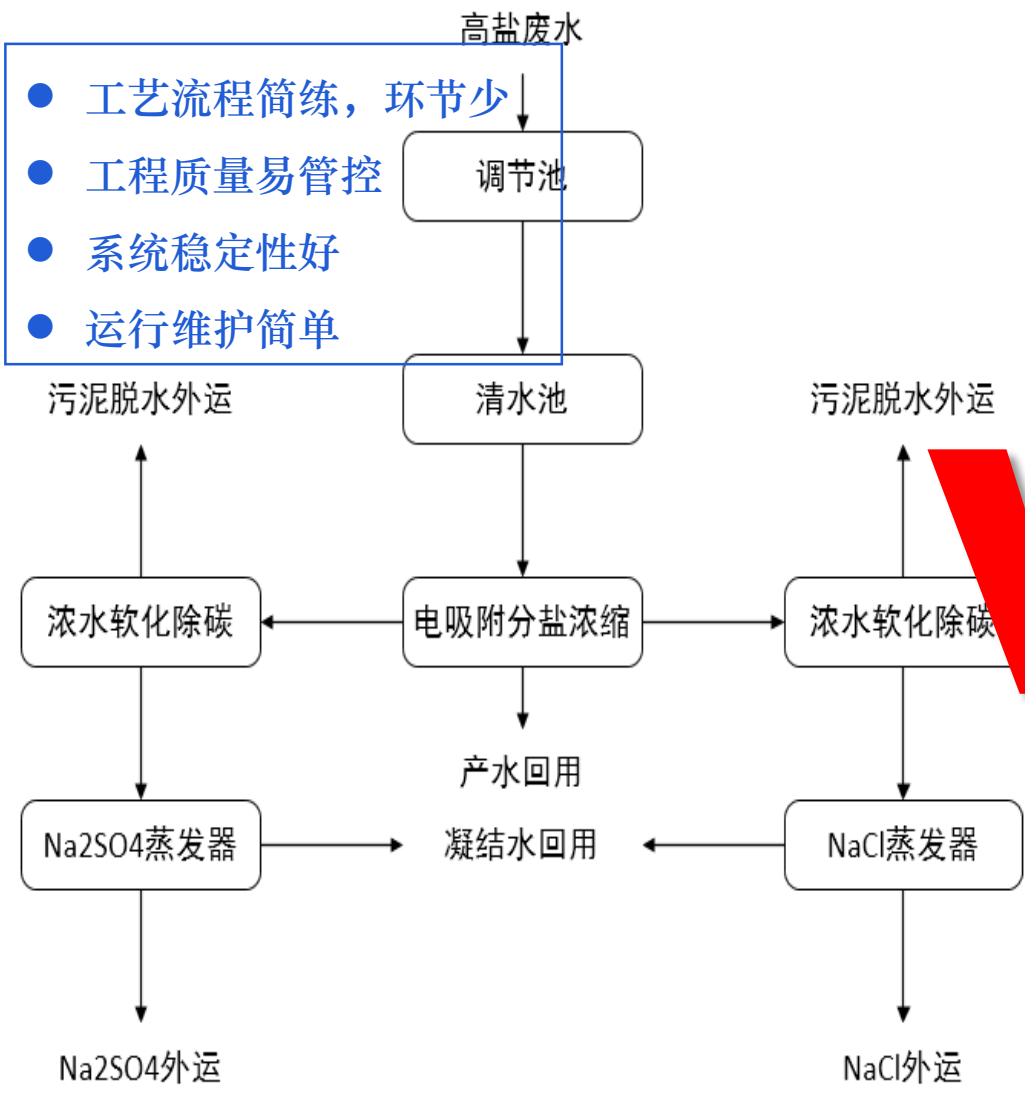 高盐废水
工艺流程简练，环节少
工程质量易管控
系统稳定性好
运行维护简单
调节池
清水池
污泥脱水外运
污泥脱水外运
浓水软化除碳
电吸附分盐浓缩
浓水软化除碳
产水回用
Na2SO4蒸发器
凝结水回用
NaCl蒸发器
Na2SO4外运
NaCl外运